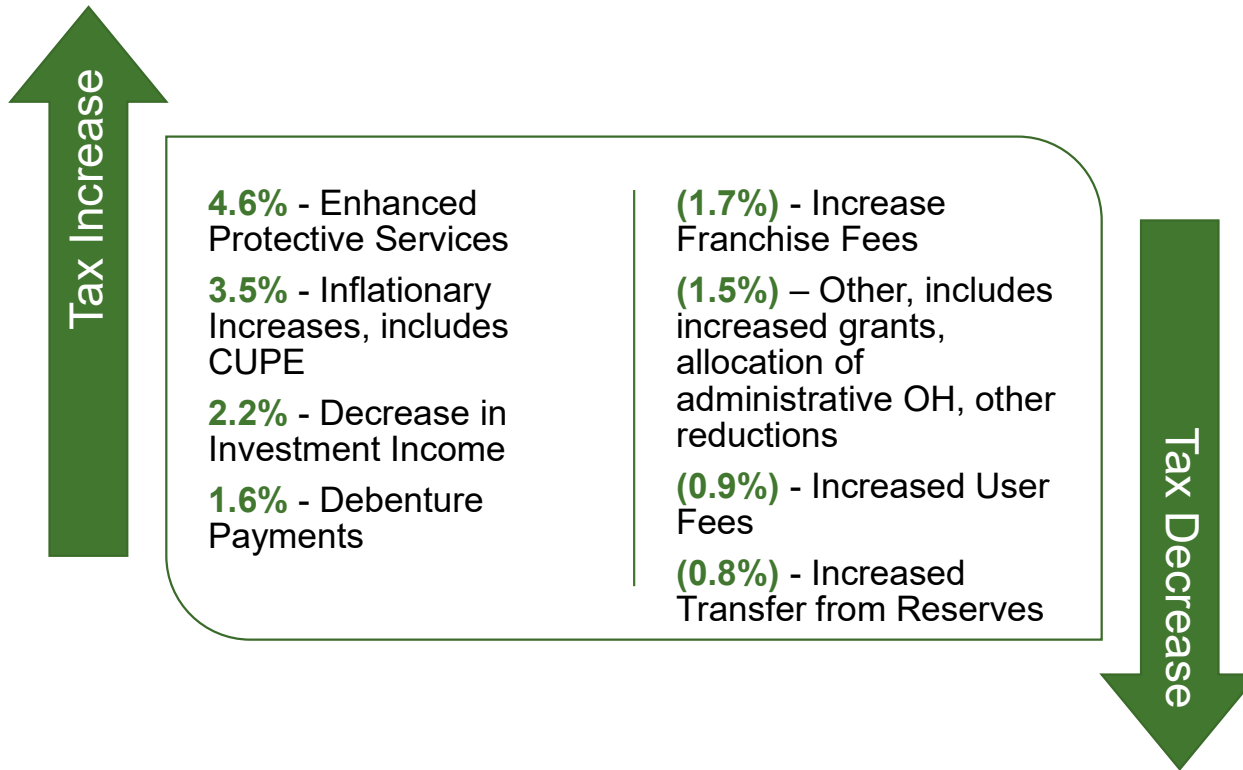 Tax Increase
4.6% - Enhanced
Protective Services
3.5% - Inflationary
Increases, includes
CUPE
2.2% - Decrease in
Investment Income
1.6% - Debenture
Payments
(1.7%) - Increase
Franchise Fees
(1.5%) – Other, includes
increased grants,
allocation of
administrative OH, other
reductions
(0.9%) - Increased User
Fees
(0.8%) - Increased
Transfer from Reserves
Tax Decrease